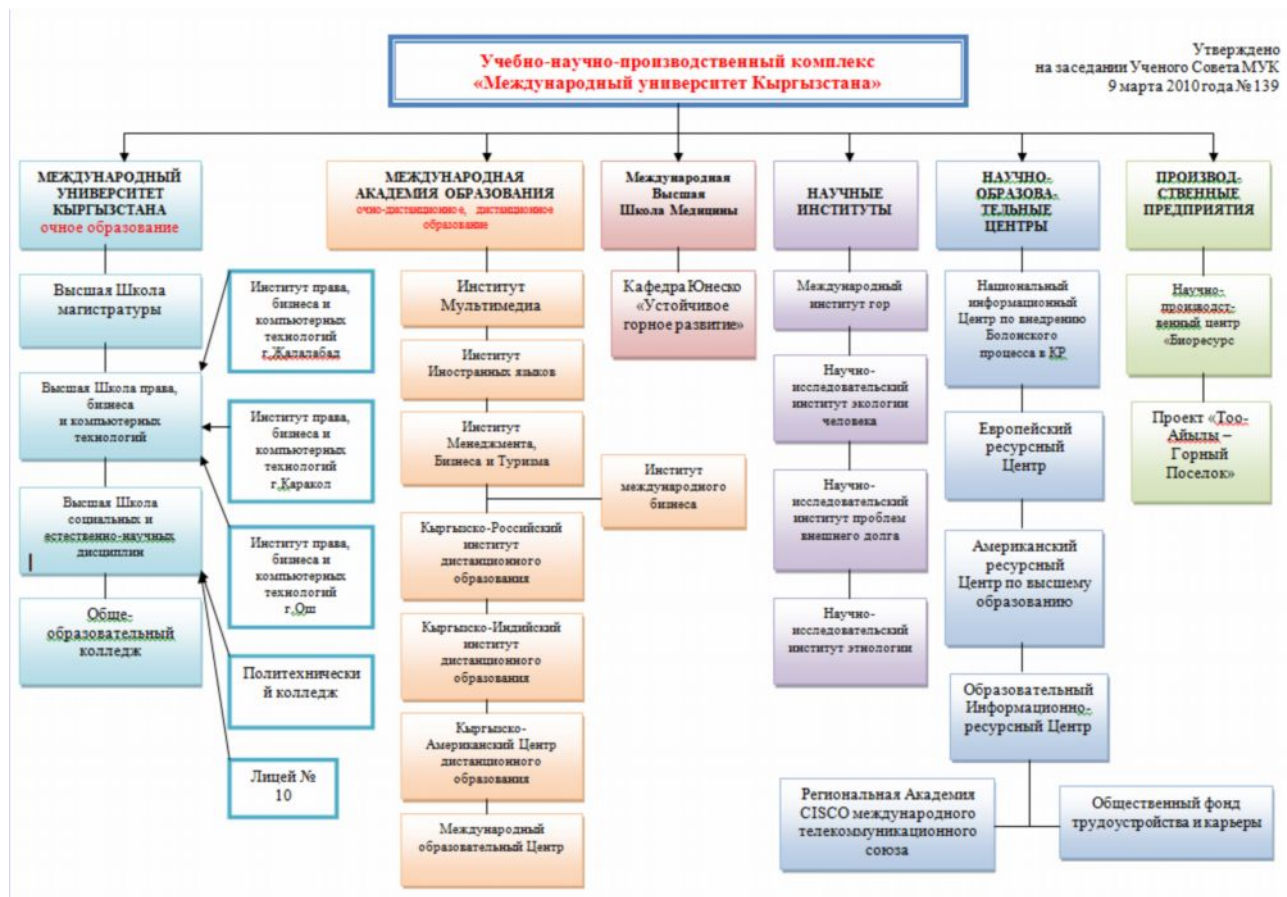 Учебно-научно-производственный комплекс
«Международный университет Кыргызстана»
Утверждено
на заседании Ученого Совета МУК
9 марта 2010 года № 139
МЕЖДУНАРОДНЫЙ
УНИВЕРСИТЕТ
КЫРГЫЗСТАНА
очное образование
Высшая Школа
магистратуры
Высшая Школа права,
бизнеса
и компьютерных
технологий
Высшая Школа
социальных и
естественно-научных
дисциплин
Обще-
образовательный
колледж
Институт права,
бизнеса и
компьютерных
технологий
г.Жалалабад
Институт права,
бизнеса и
компьютерных
технологий
г.Каракол
Институт права,
бизнеса и
компьютерных
технологий
г.Ош
Политехнически
й колледж
Лицей №
10
МЕЖДУНАРОДНАЯ
АКАДЕМИЯ ОБРАЗОВАНИЯ
очно-дистанционное, дистанционное
образование
Институт
Мультимедиа
Институт
Иностранных языков
Институт
Менеджмента,
Бизнеса и Туризма
Институт
международного
бизнеса
Кыргызско-Российский
институт
дистанционного
образования
Кыргызско-Индийский
институт
дистанционного
образования
Кыргызско-
Американский Центр
дистанционного
образования
Международный
образовательный Центр
Международная
Высшая
Школа Медицины
Кафедра Юнеско
«Устойчивое
горное развитие»
НАУЧНЫЕ
ИНСТИТУТЫ
Международный
институт гор
Научно-
исследовательский
институт экологии
человека
Научно-
исследовательский
институт проблем
внешнего долга
Научно-
исследовательский
институт этнологии
НАУЧНО-
ОБРАЗОВА-
ТЕЛЬНЫЕ
ЦЕНТРЫ
Национальный
информационный
Центр по внедрению
Болонского
процесса в КР
Европейский
ресурсный
Центр
Американский
ресурсный
Центр по высшему
образованию
Образовательный
Информационно-
ресурсный Центр
Региональная Академия
CISCO международного
телекоммуникационного
союза
Общественный фонд
трудоустройства и карьеры
ПРОИЗВОД-
СТВЕННЫЕ
ПРЕДПРИЯТИЯ
Научно-
производст-
венный центр
«Биоресурс
Проект «Тоо-
Айылы –
Горный
Поселок»